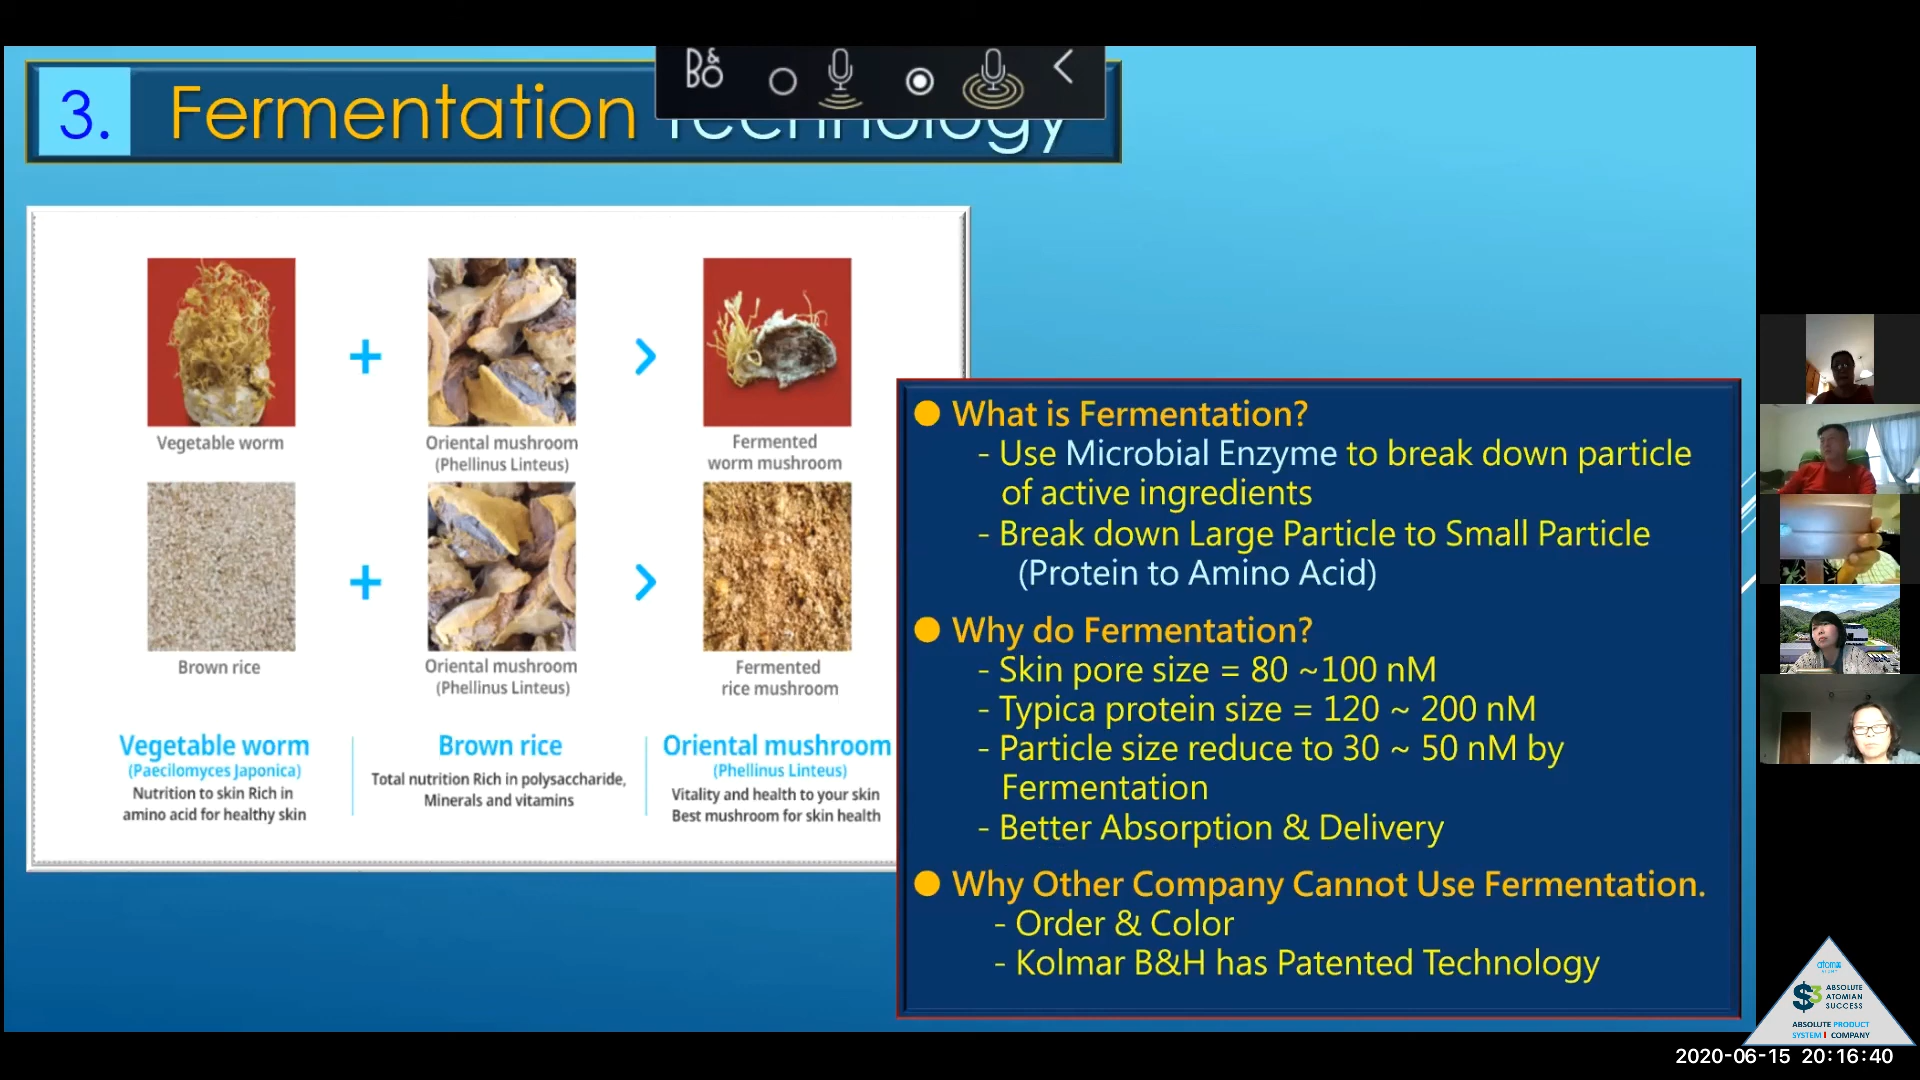 B&O
3. Fermentation Technology
Vegetable worm
Oriental mushroom
(Phellinus Linteus)
Fermented
worm mushroom
Brown rice
Oriental mushroom
(Phellinus Linteus)
Fermented
rice mushroom
Vegetable worm
(Paecilomyces Japonica)
Nutrition to skin Rich in
amino acid for healthy skin
Brown rice
Total nutrition Rich in polysaccharide,
Minerals and vitamins
Oriental mushroom
(Phellinus Linteus)
Vitality and health to your skin
Best mushroom for skin health
What is Fermentation?
- Use Microbial Enzyme to break down particle
of active ingredients
- Break down Large Particle to Small Particle
(Protein to Amino Acid)
Why do Fermentation?
- Skin pore size = 80 ~100 nM
- Typica protein size = 120 ~ 200 nM
- Particle size reduce to 30 ~ 50 nM by
Fermentation
- Better Absorption & Delivery
Why Other Company Cannot Use Fermentation.
- Order & Color
- Kolmar B&H has Patented Technology
S3 ABSOLUTE
ATOMIAN
SUCCESS
ABSOLUTE PRODUCT
SYSTEM COMPANY
2020-06-15 20:16:40